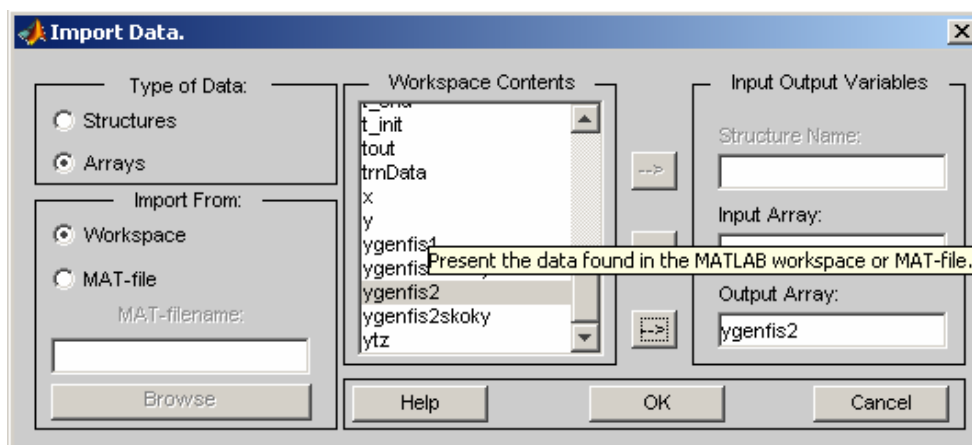 Import Data.
Type of Data:
Structures
Arrays
Import From:
Workspace
MAT-file
MAT-filename:
Browse
Workspace Contents
t_init
tout
trnData
x
y
ygenfis1
Present the data found in the MATLAB workspace or MAT-file.
ygenfis2
ygenfis2skoky
ytz
-->
-->
Input Output Variables
Structure Name:
Input Array:
Output Array:
ygenfis2
Help
OK
Cancel